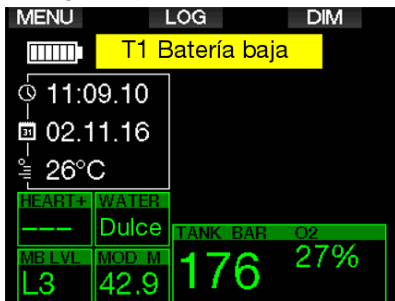 MENU LOG DIM
T1 Batería baja
11:09.10
31
02.11.16
26°C
HEART+ WATER
--- Dulce
TANK BAR O2
176 27%
MB LVL MOD M
L3 42.9